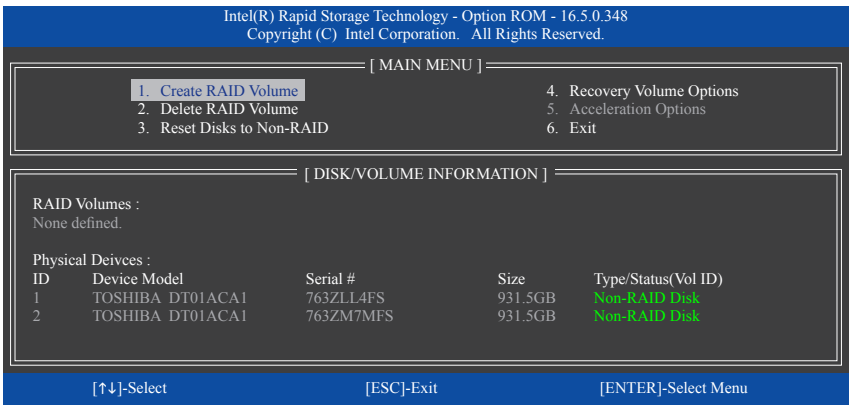 Intel(R) Rapid Storage Technology - Option ROM - 16.5.0.348
Copyright (C) Intel Corporation. All Rights Reserved.
[ MAIN MENU ]
1. Create RAID Volume
2. Delete RAID Volume
3. Reset Disks to Non-RAID
4. Recovery Volume Options
5. Acceleration Options
6. Exit
[ DISK/VOLUME INFORMATION ]
RAID Volumes :
None defined.
Physical Deivces :
ID Device Model Serial # Size Type/Status(Vol ID)
1 TOSHIBA DT01ACA1 763ZLL4FS 931.5GB Non-RAID Disk
2 TOSHIBA DT01ACA1 763ZM7MFS 931.5GB Non-RAID Disk
[↑↓]-Select [ESC]-Exit [ENTER]-Select Menu